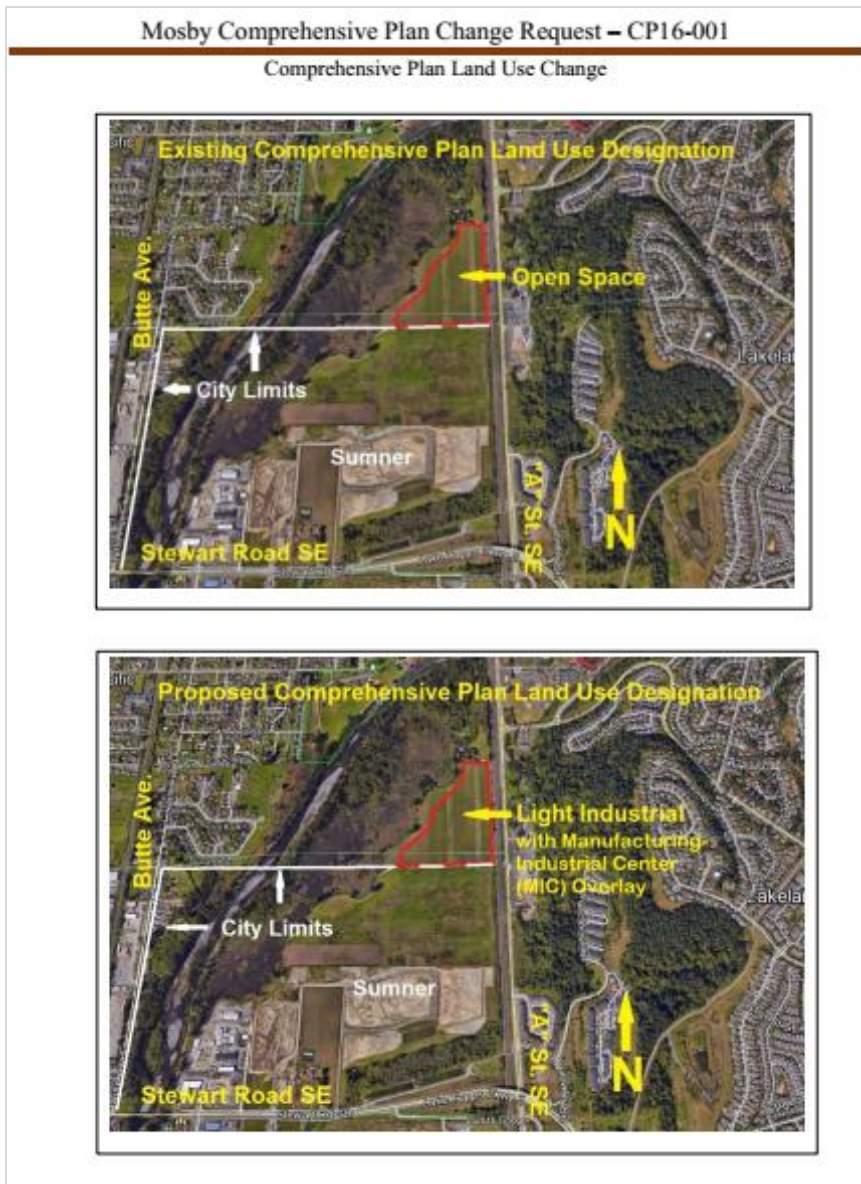 Mosby Comprehensive Plan Change Request – CP16-001
Comprehensive Plan Land Use Change
Existing Comprehensive Plan Land Use Designation
Butte Ave.
Open Space
Lakelan
City Limits
Sumner
"A" St. SE
N
Stewart Road SE
Proposed Comprehensive Plan Land Use Designation
Butte Ave.
Light Industrial
with Manufacturing-
Industrial Center
(MIC) Overlay
Lakelan
City Limits
Sumner
"A" St. SE
N
Stewart Road SE